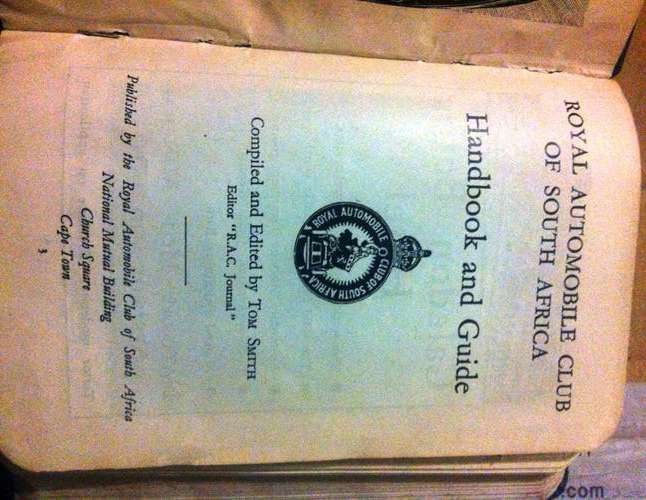 ROYAL AUTOMOBILE CLUB
OF SOUTH AFRICA
Handbook and Guide
ROYAL AUTOMOBILE CLUB OF SOUTH AFRICA
Compiled and Edited by TOM SMITH
Editor "R.A.C. Journal"
Published by the Royal Automobile Club of South Africa
National Mutual Building
Church Square
Cape Town
3
.com